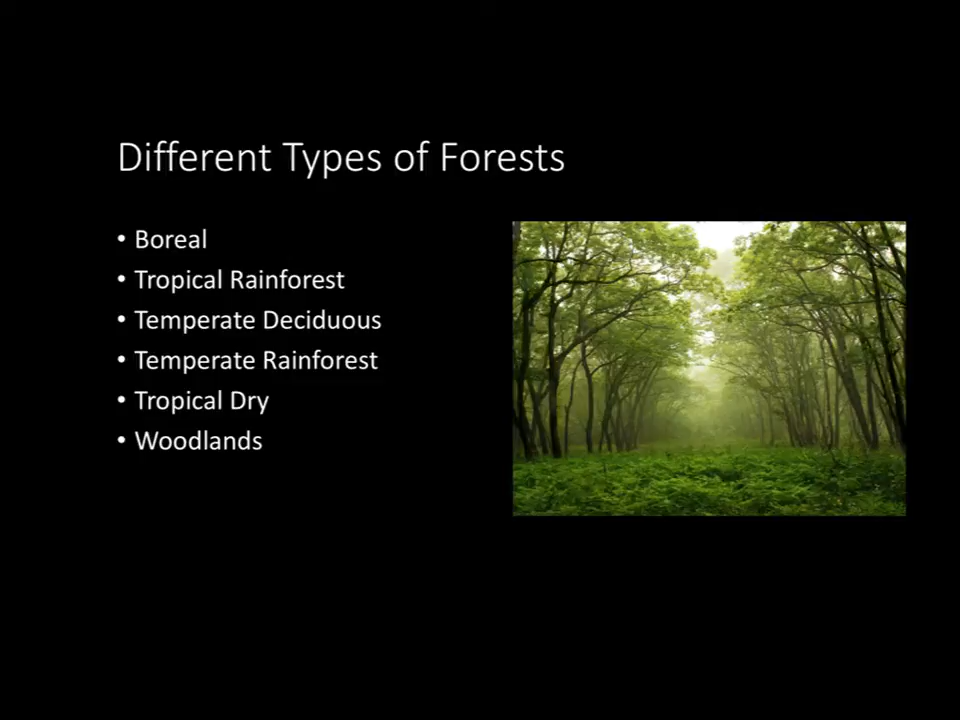 Different Types of Forests
• Boreal
• Tropical Rainforest
• Temperate Deciduous
• Temperate Rainforest
• Tropical Dry
• Woodlands